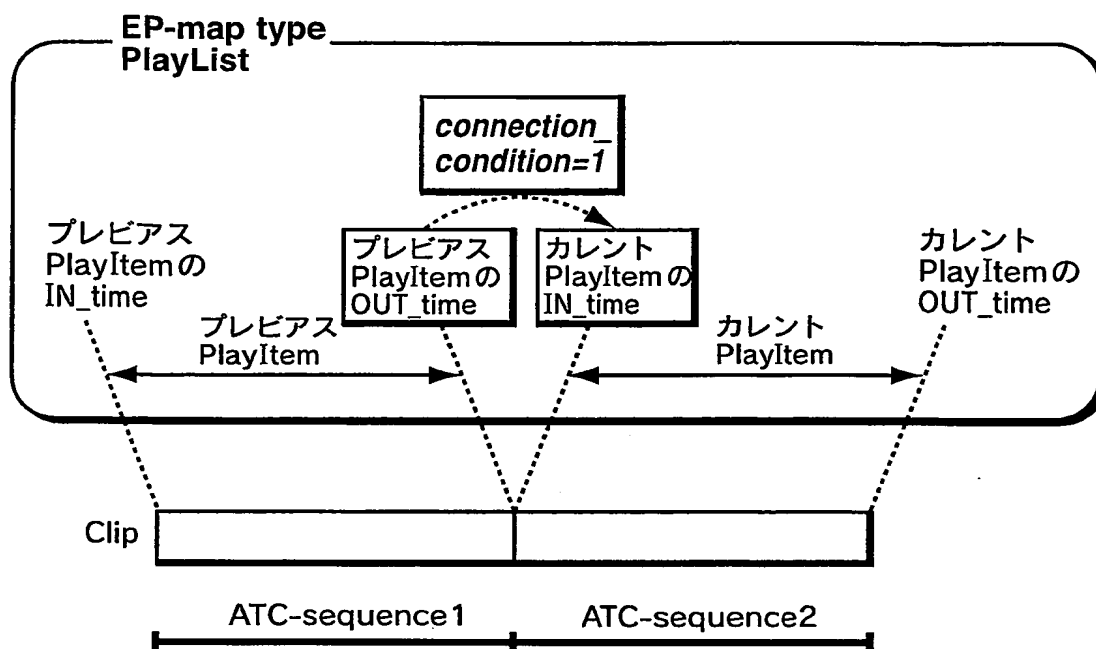 EP-map type
PlayList
connection_
condition=1
プレビアス
PlayItemの
IN_time
プレビアス
PlayItemの
OUT_time
カレント
PlayItemの
IN_time
カレント
PlayItemの
OUT_time
プレビアス
PlayItem
カレント
PlayItem
Clip
ATC-sequence1
ATC-sequence2